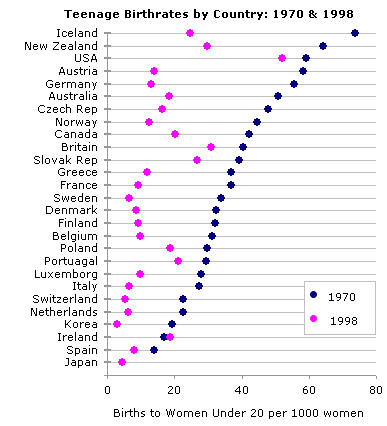 Teenage Birthrates by Country: 1970 & 1998
Iceland
New Zealand
USA
Austria
Germany
Australia
Czech Rep
Norway
Canada
Britain
Slovak Rep
Greece
France
Sweden
Denmark
Finland
Belgium
Poland
Portuagal
Luxemborg
Italy
Switzerland
Netherlands
Korea
Ireland
Spain
Japan
1970
1998
0 20 40 60 80
Births to Women Under 20 per 1000 women